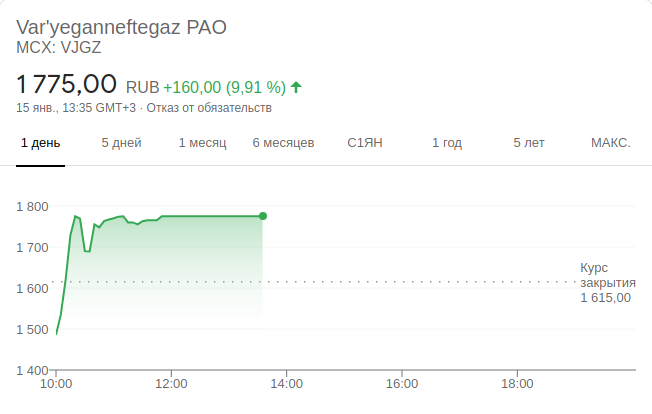 Var'yeganneftegaz PAO
MCX: VJGZ
1 775,00 RUB +160,00 (9,91 %)
15 янв., 13:35 GMT+3 · Отказ от обязательств
1 день 5 дней 1 месяц 6 месяцев С1ЯН 1 год 5 лет МАКС.
1 800
1 700
Курс
1 600
закрытия
1 615,00
1 500
1 400
10:00 12:00 14:00 16:00 18:00